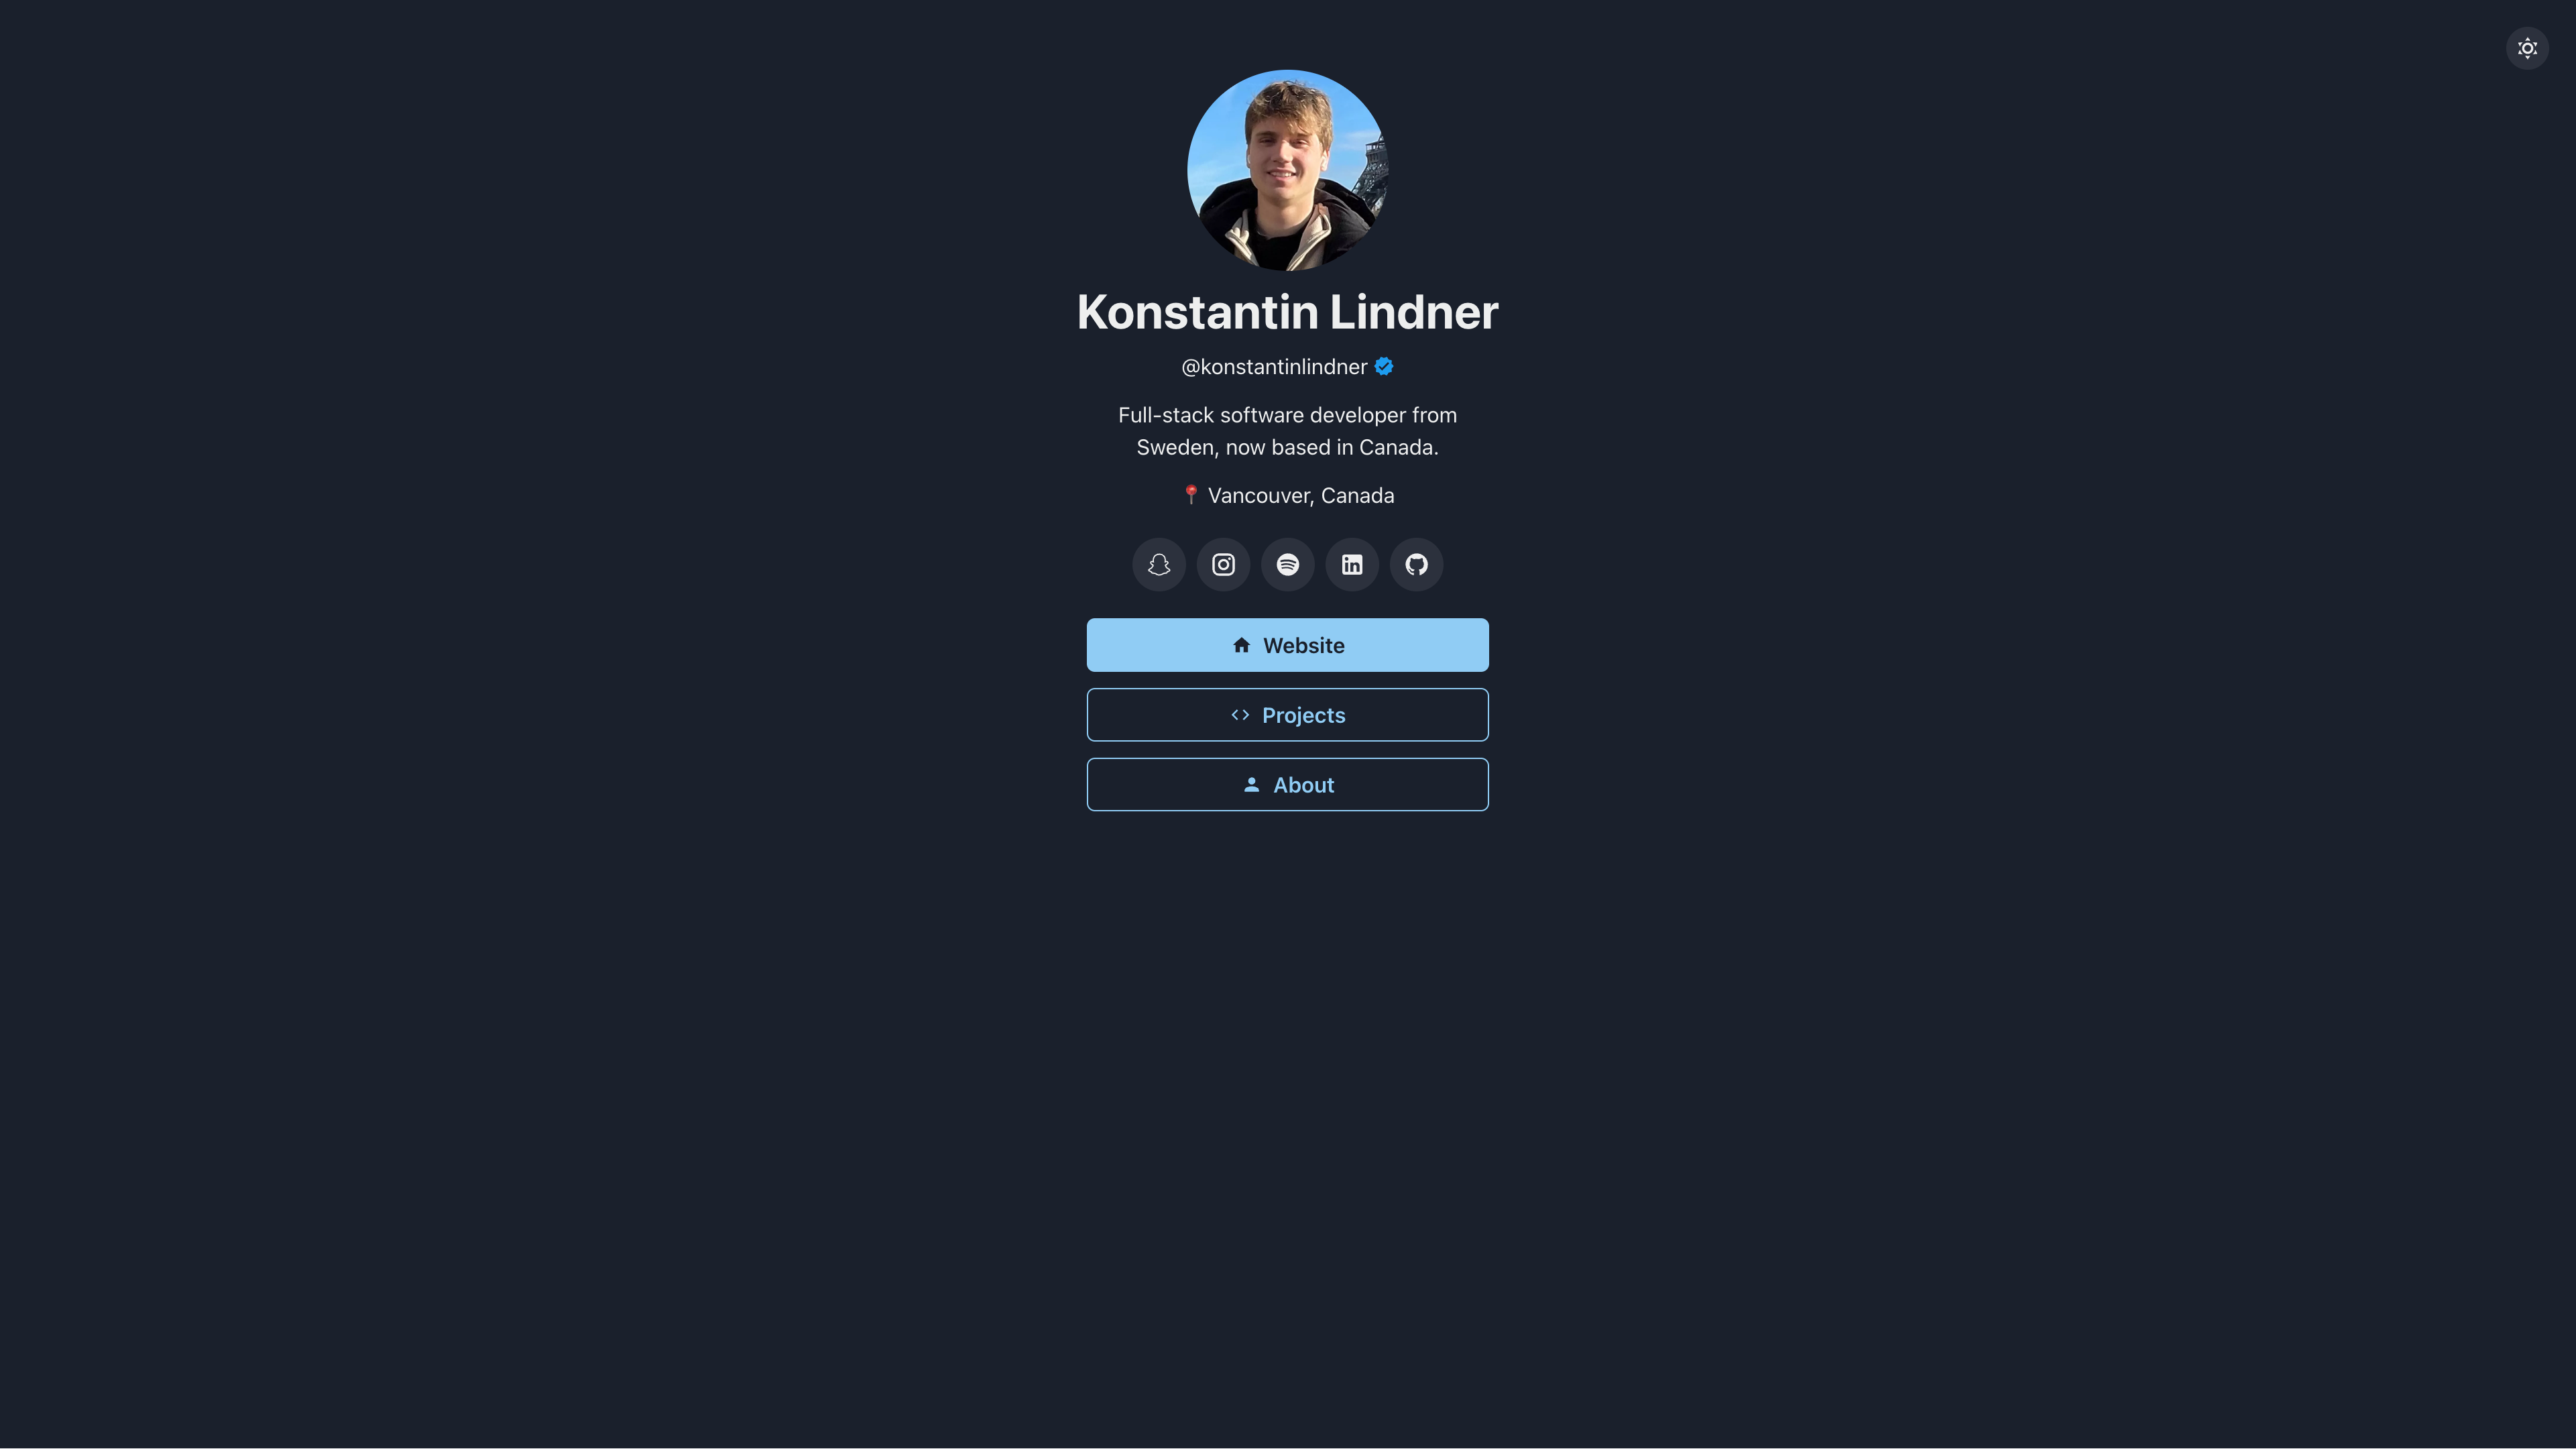 Konstantin Lindner
@konstantinlindner
Full-stack software developer from
Sweden, now based in Canada.
📍 Vancouver, Canada
Website
Projects
About